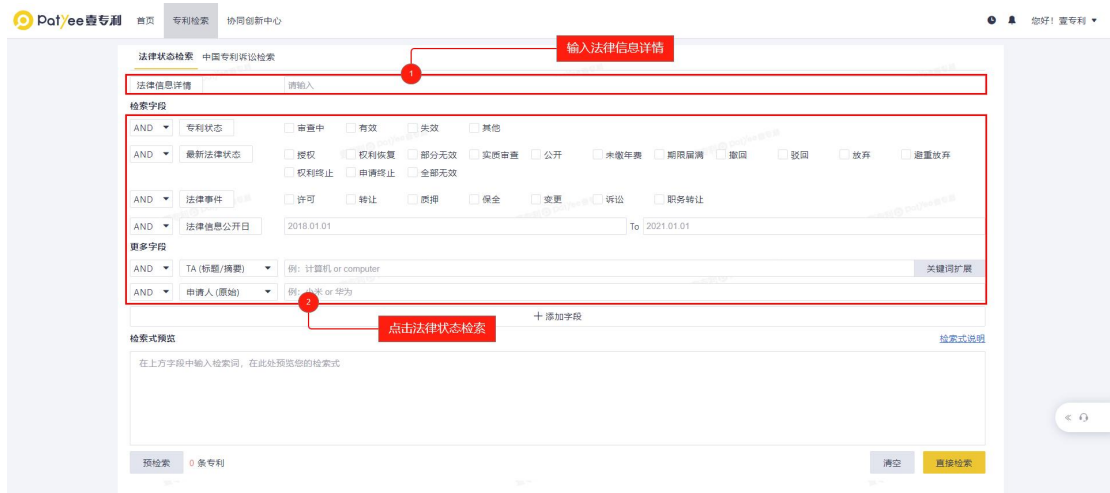 Patyee壹专利 首页 专利检索 协同创新中心 您好！壹专利
法律状态检索 中国专利诉讼检索
输入法律信息详情
1
法律信息详情 请输入
检索字段
AND 专利状态 审查中 有效 失效 其他
AND 最新法律状态 授权 权利恢复 部分无效 实质审查 公开 未缴年费 期限届满 撤回 驳回 放弃 避重放弃
权利终止 申请终止 全部无效
AND 法律事件 许可 转让 质押 保全 变更 诉讼 职务转让
AND 法律信息公开日 2018.01.01 To 2021.01.01
更多字段
AND TA (标题/摘要) 例：计算机 or computer 关键词扩展
AND 申请人 (原始) 例：小米 or 华为
2
点击法律状态检索
＋添加字段
检索式预览 检索式说明
在上方字段中输入检索词，在此处预览您的检索式
预检索 0 条专利 清空 直接检索